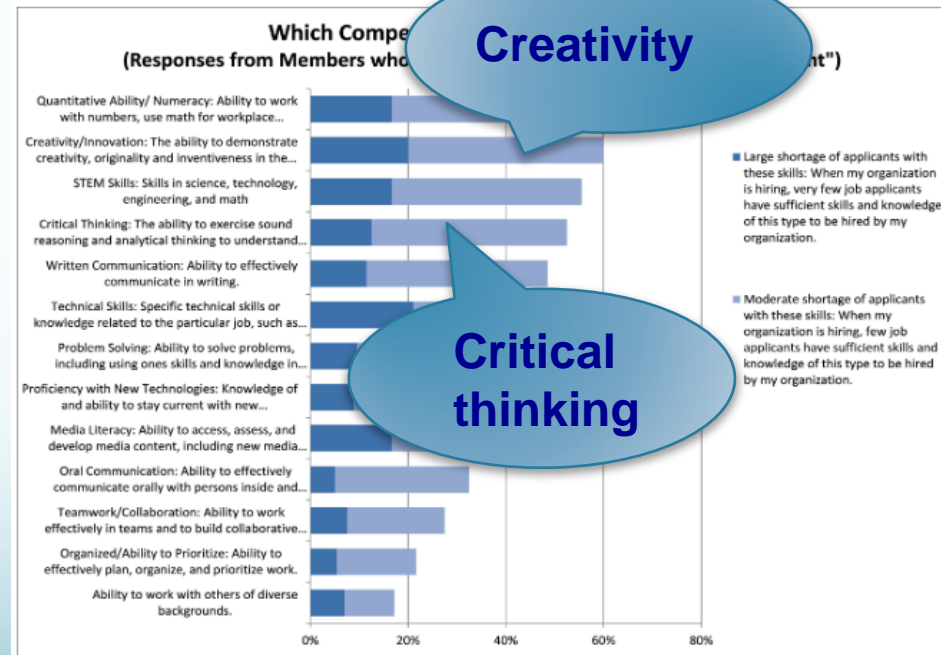 Which Compe
(Responses from Members who
nt")
Creativity
Quantitative Ability/ Numeracy: Ability to work
with numbers, use math for workplace...
Creativity/Innovation: The ability to demonstrate
creativity, originality and inventiveness in the...
STEM Skills: Skills in science, technology,
engineering, and math
Critical Thinking: The ability to exercise sound
reasoning and analytical thinking to understand...
Written Communication: Ability to effectively
communicate in writing.
Technical Skills: Specific technical skills or
knowledge related to the particular job, such as...
Problem Solving: Ability to solve problems,
including using ones skills and knowledge in...
Proficiency with New Technologies: Knowledge of
and ability to stay current with new...
Media Literacy: Ability to access, assess, and
develop media content, including new media...
Oral Communication: Ability to effectively
communicate orally with persons inside and...
Teamwork/Collaboration: Ability to work
effectively in teams and to build collaborative...
Organized/Ability to Prioritize: Ability to
effectively plan, organize, and prioritize work.
Ability to work with others of diverse
backgrounds.
Critical
thinking
Large shortage of applicants with
these skills: When my organization
is hiring, very few job applicants
have sufficient skills and knowledge
of this type to be hired by my
organization.
Moderate shortage of applicants
with these skills: When my
organization is hiring, few job
applicants have sufficient skills and
knowledge of this type to be hired
by my organization.
0%
20%
40%
60%
80%